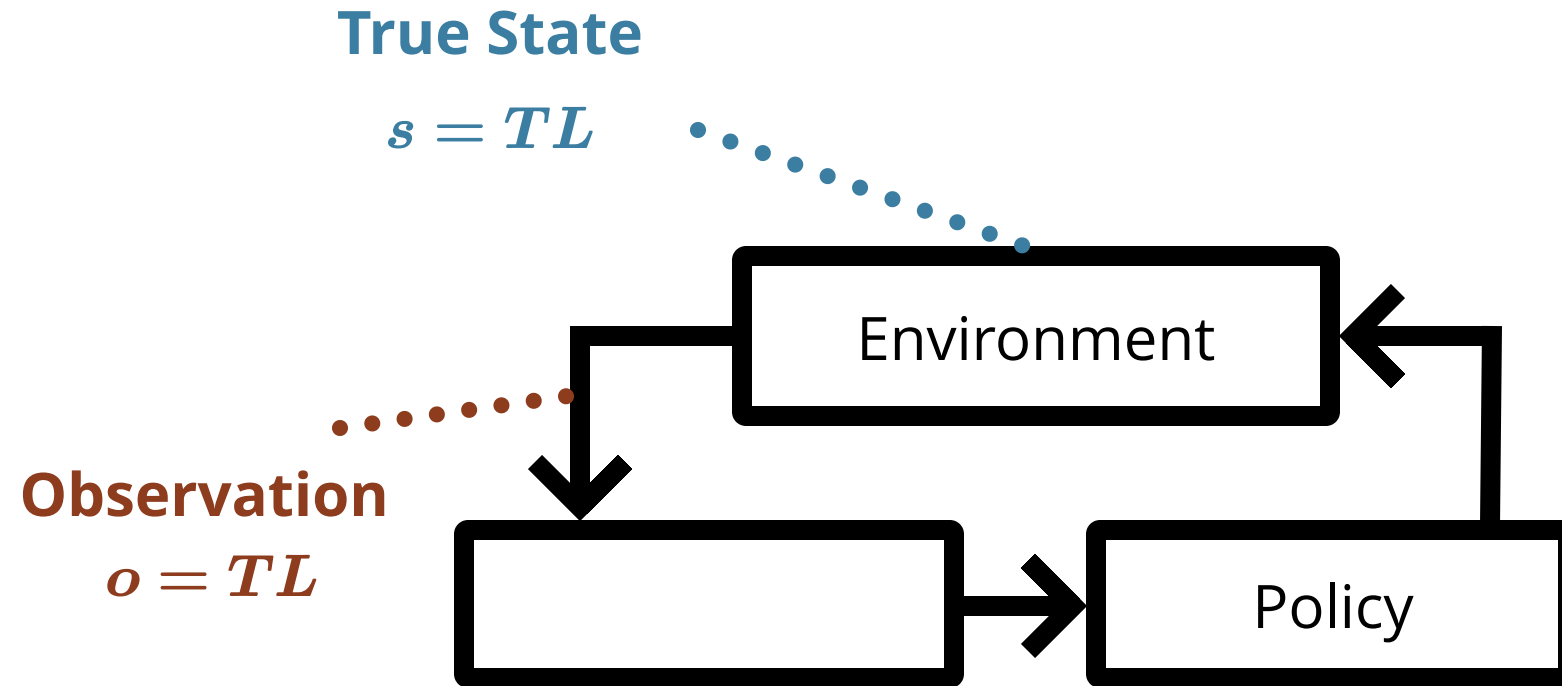 True State
s = TL
Environment
Observation
o = TL
Policy